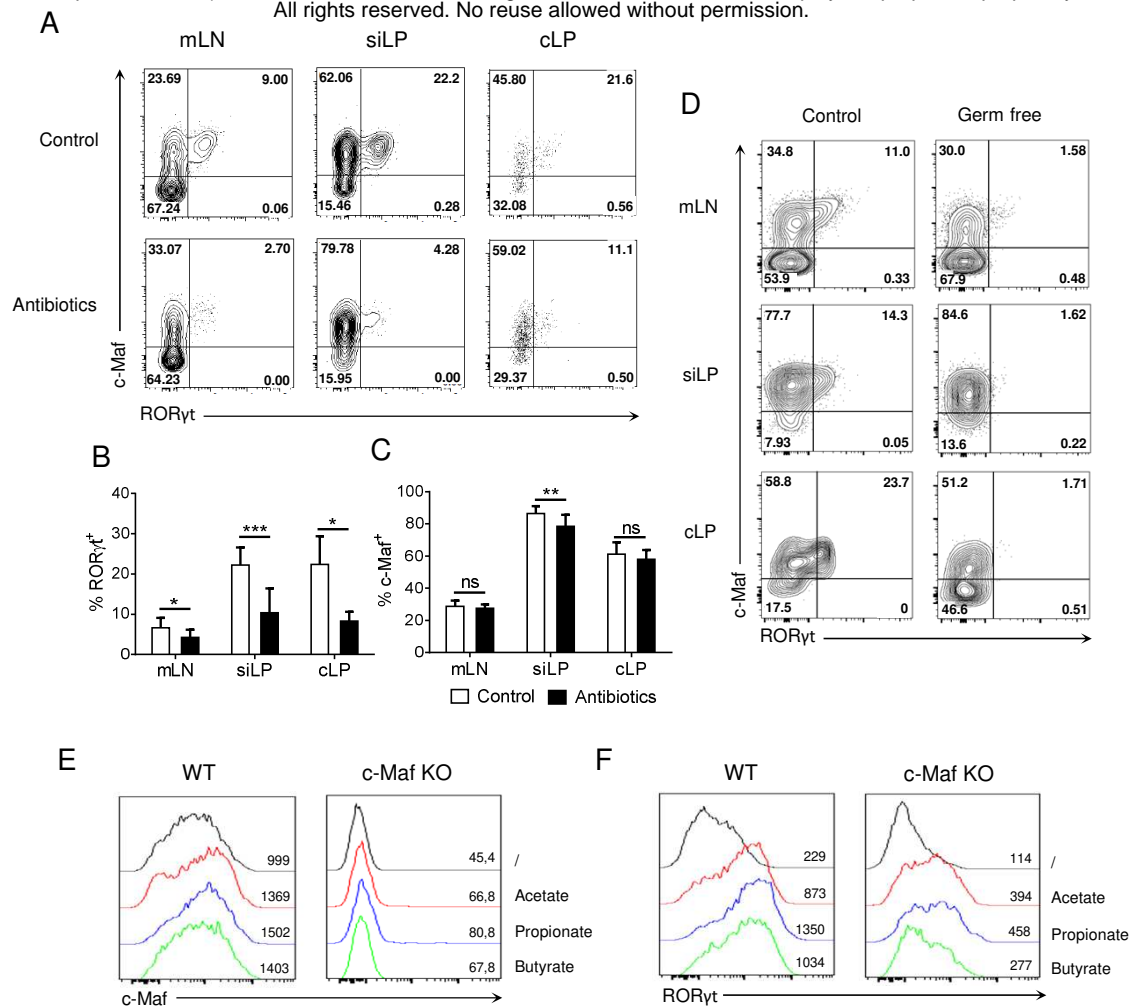 All rights reserved. No reuse allowed without permission.
A
mLN siLP cLP
Control
23.69 9.00 62.06 22.2 45.80 21.6
67.24 0.06 15.46 0.28 32.08 0.56
Antibiotics
33.07 2.70 79.78 4.28 59.02 11.1
64.23 0.00 15.95 0.00 29.37 0.50
c-Maf
RORγt
B
% RORγt+
40
30
20
10
0
* *** *
mLN siLP cLP
C
% c-Maf+
100
80
60
40
20
0
ns ** ns
mLN siLP cLP
Control Antibiotics
D
Control Germ free
mLN
34.8 11.0 30.0 1.58
53.9 0.33 67.9 0.48
siLP
77.7 14.3 84.6 1.62
7.93 0.05 13.6 0.22
cLP
58.8 23.7 51.2 1.71
17.5 0 46.6 0.51
c-Maf
RORγt
E
WT c-Maf KO
999 45,4 /
1369 66,8 Acetate
1502 80,8 Propionate
1403 67,8 Butyrate
c-Maf
F
WT c-Maf KO
229 114 /
873 394 Acetate
1350 458 Propionate
1034 277 Butyrate
RORγt